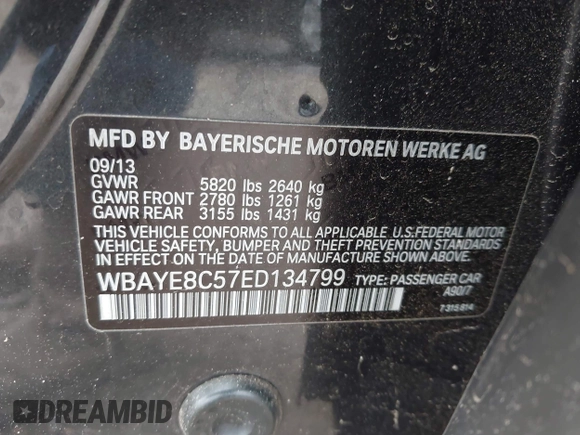 MFD BY BAYERISCHE MOTOREN WERKE AG
09/13
GVWR 5820 lbs 2640 kg
GAWR FRONT 2780 lbs 1261 kg
GAWR REAR 3155 lbs 1431 kg
THIS VEHICLE CONFORMS TO ALL APPLICABLE U.S.FEDERAL MOTOR
VEHICLE SAFETY, BUMPER AND THEFT PREVENTION STANDARDS
IN EFFECT ON THE DATE OF MANUFACTURE SHOWN ABOVE.
WBAYE8C57ED134799 TYPE: PASSENGER CAR
A90/7
7315814
DREAMBID